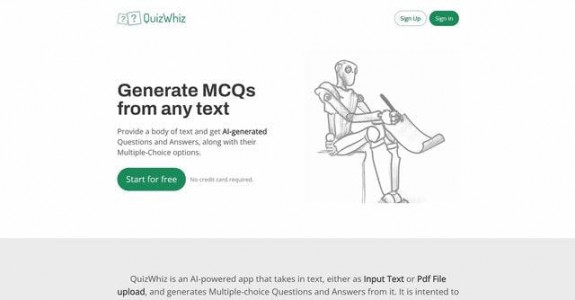 QuizWhiz
Sign Up
Sign in
Generate MCQs
from any text
Provide a body of text and get AI-generated
Questions and Answers, along with their
Multiple-Choice options.
Start for free
No credit card required.
QuizWhiz is an AI-powered app that takes in text, either as Input Text or Pdf File
upload, and generates Multiple-choice Questions and Answers from it. It is intended to